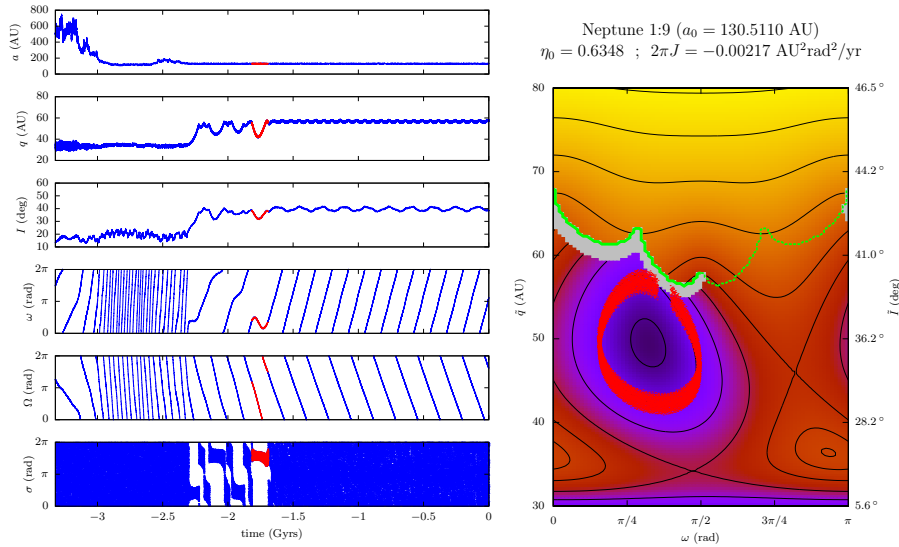 Neptune 1:9 (a₀ = 130.5110 AU)
η₀ = 0.6348 ; 2πJ = −0.00217 AU²rad²/yr
a (AU)
800
600
400
200
0
q (AU)
80
60
40
20
I (deg)
60
50
40
30
20
10
ω (rad)
2π
π
0
Ω (rad)
2π
π
0
σ (rad)
2π
π
0
−3 −2.5 −2 −1.5 −1 −0.5 0
time (Gyrs)
q̃ (AU)
80
70
60
50
40
30
46.5°
44.2°
41.0°
36.2°
28.2°
5.6°
Ĩ (deg)
0 π/4 π/2 3π/4 π
ω (rad)